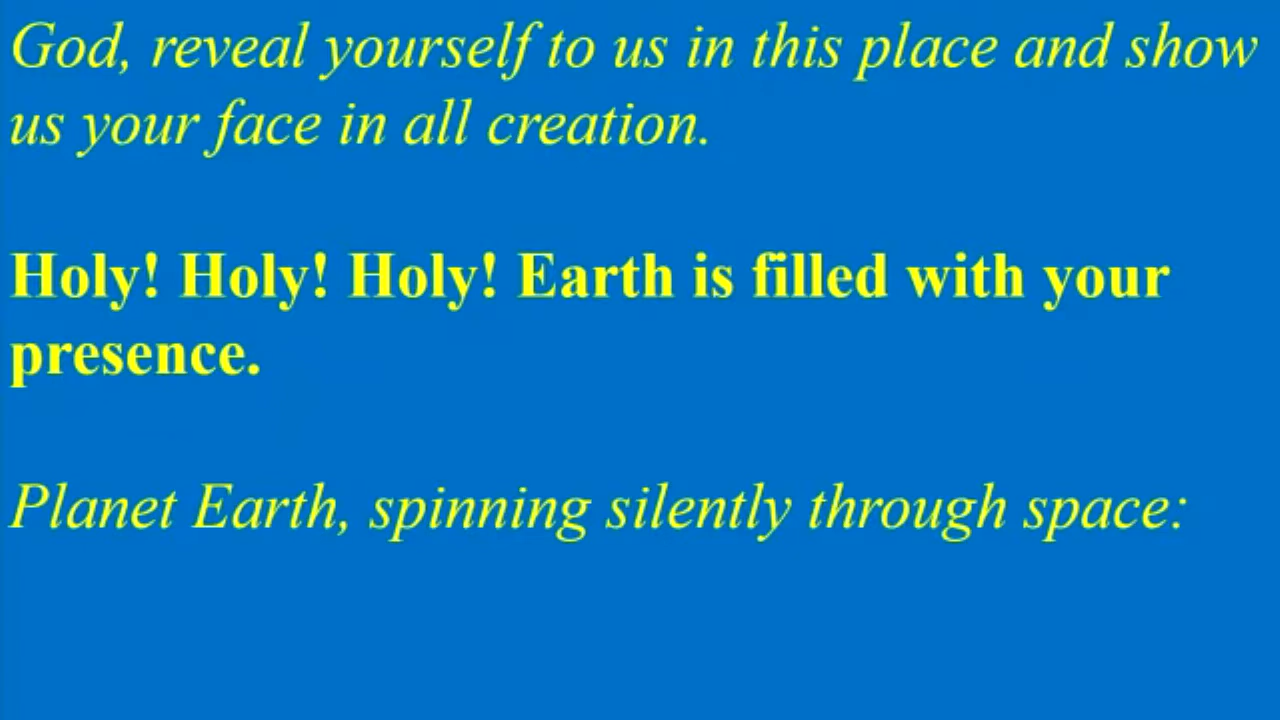 God, reveal yourself to us in this place and show
us your face in all creation.
Holy! Holy! Holy! Earth is filled with your
presence.
Planet Earth, spinning silently through space: